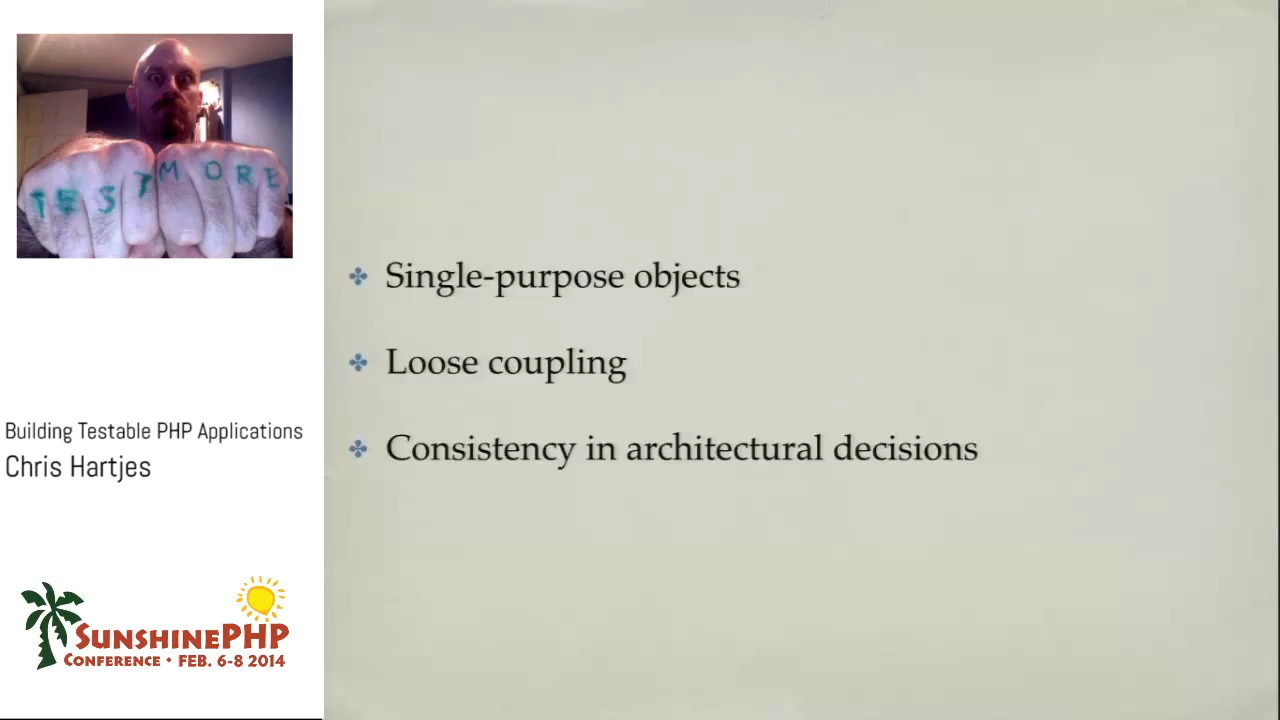 TEST MORE
Single-purpose objects
Loose coupling
Consistency in architectural decisions
Building Testable PHP Applications
Chris Hartjes
SUNSHINEPHP
CONFERENCE • FEB. 6-8 2014